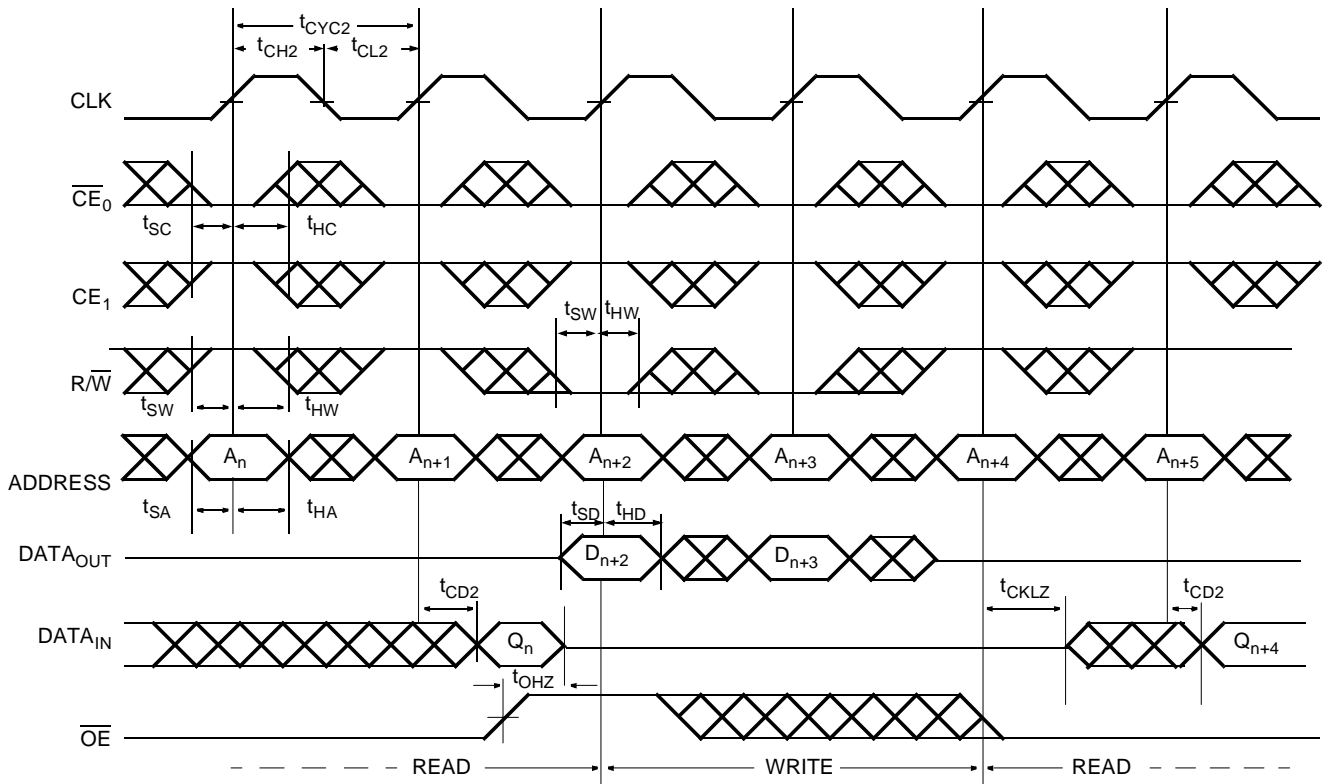 tCYC2
tCH2 tCL2
CLK
CE0
tSC tHC
CE1
tSW tHW
R/W
tSW tHW
An An+1 An+2 An+3 An+4 An+5
ADDRESS
tSA tHA
tSD tHD
DATAOUT Dn+2 Dn+3
tCD2 tCKLZ tCD2
DATAIN Qn Qn+4
tOHZ
OE
READ WRITE READ